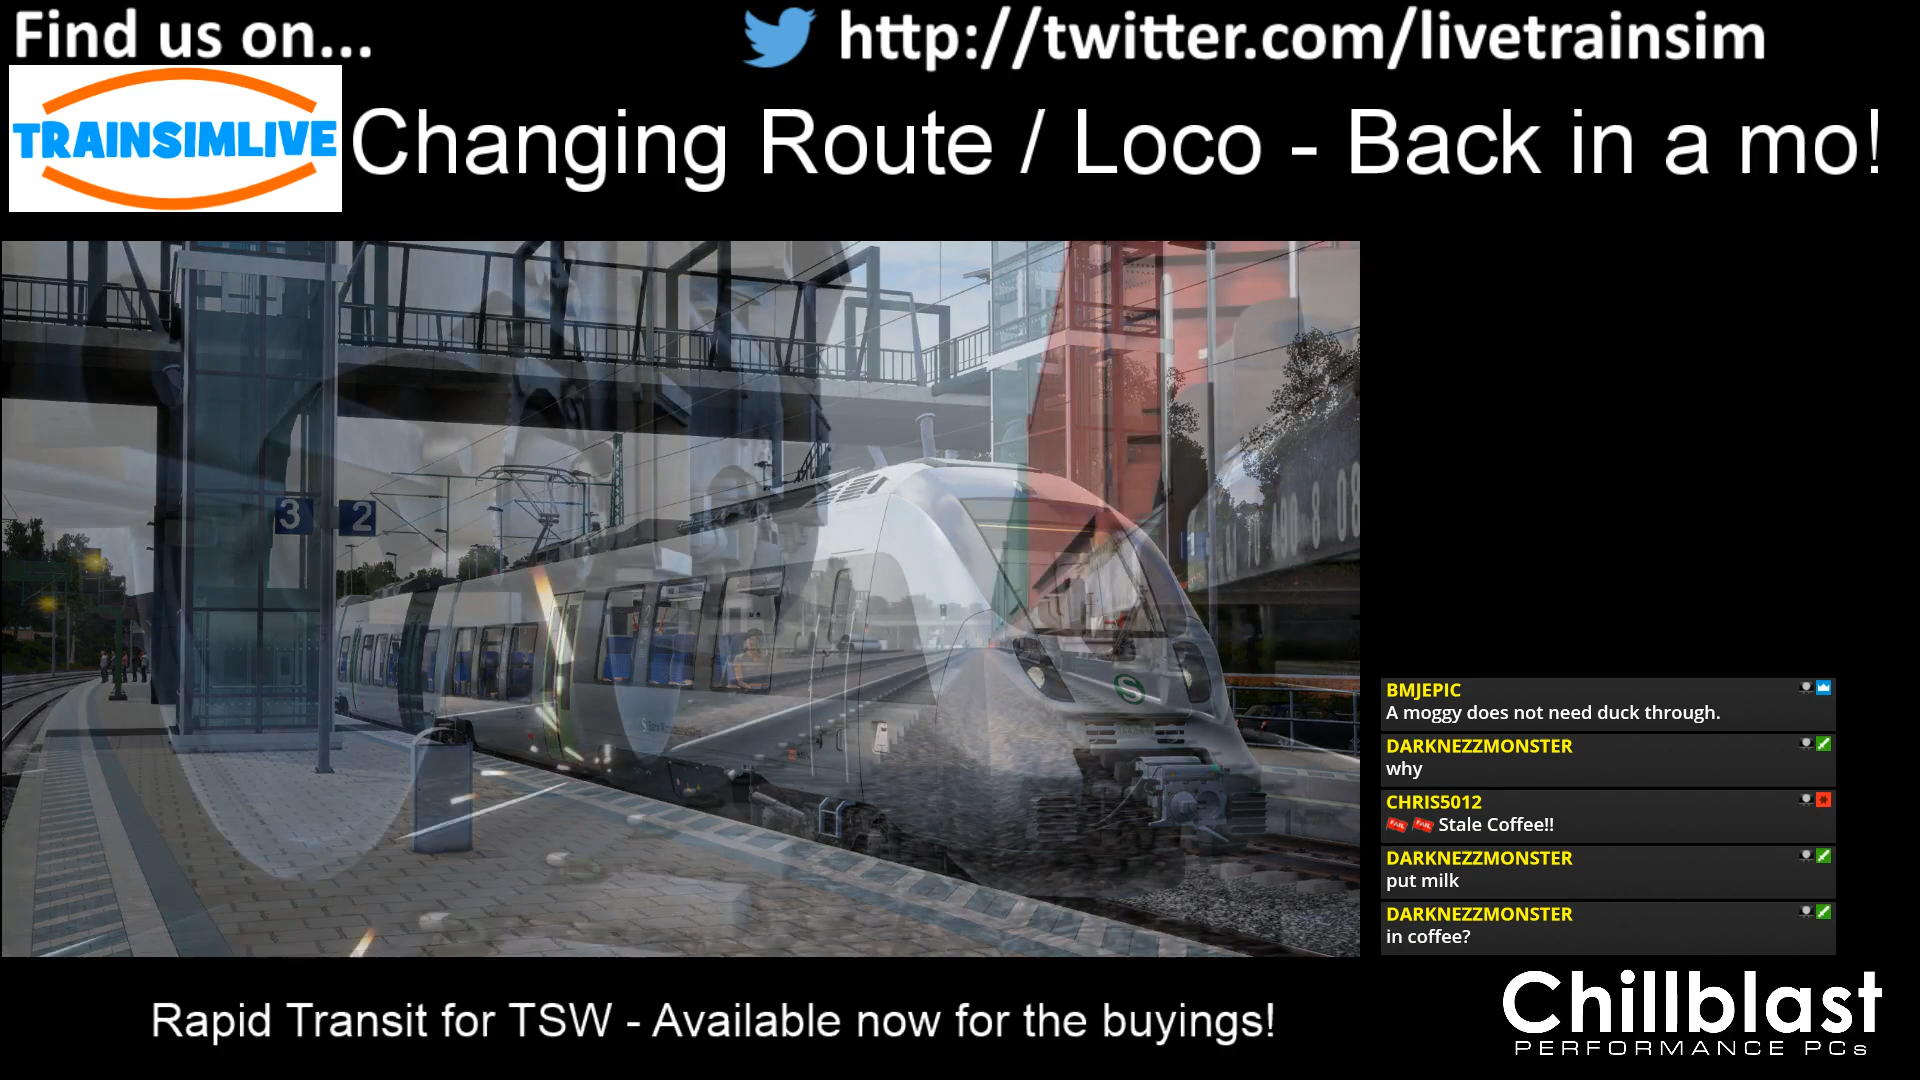 Find us on...
http://twitter.com/livetrainsim
TRAINSIMLIVE
Changing Route / Loco - Back in a mo!
3 2
BMJEPIC
A moggy does not need duck through.
DARKNEZZMONSTER
why
CHRIS5012
FAIL FAIL Stale Coffee!!
DARKNEZZMONSTER
put milk
DARKNEZZMONSTER
in coffee?
Rapid Transit for TSW - Available now for the buyings!
Chillblast
PERFORMANCE PCs